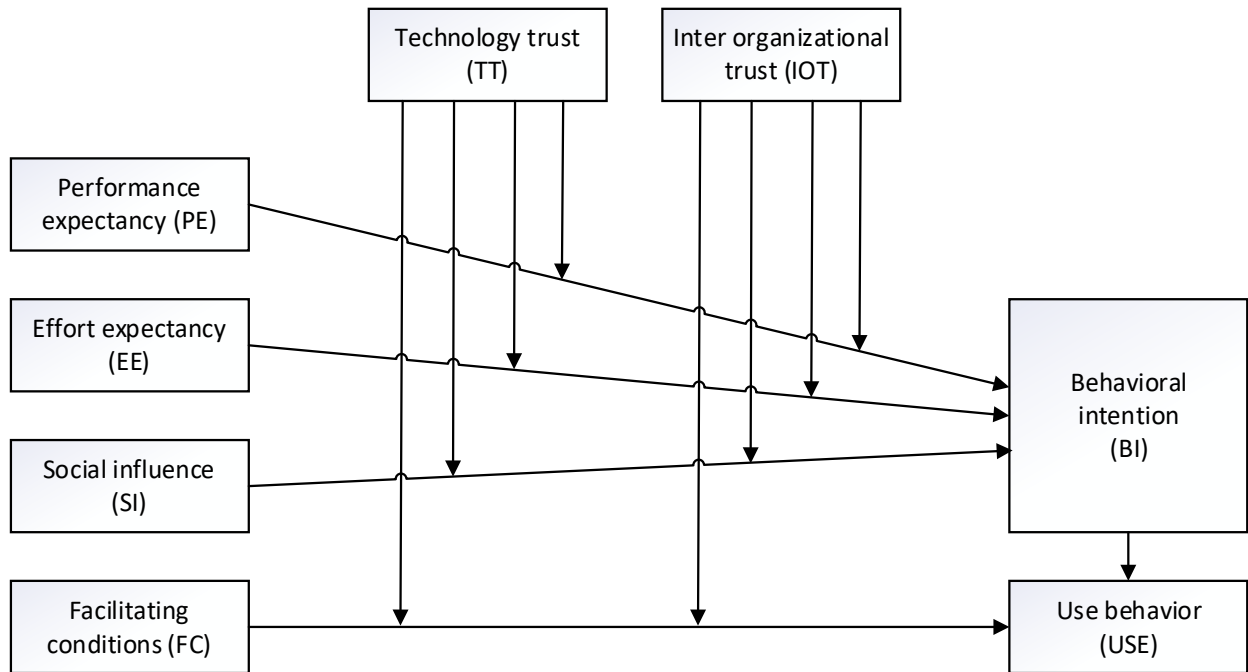 Technology trust
(TT)
Inter organizational
trust (IOT)
Performance
expectancy (PE)
Effort expectancy
(EE)
Social influence
(SI)
Facilitating
conditions (FC)
Behavioral
intention
(BI)
Use behavior
(USE)